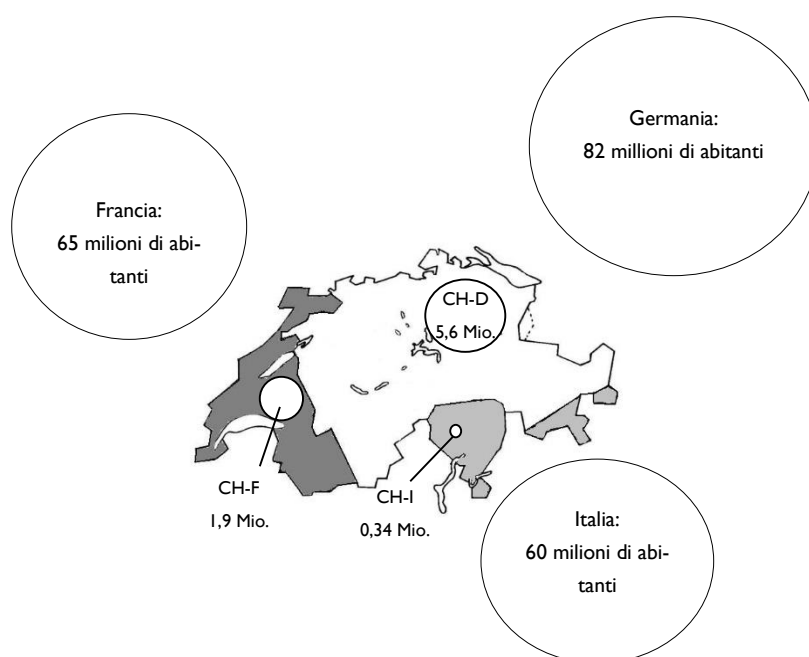 Germania:
82 millioni di abitanti
Francia:
65 milioni di abi-
tanti
CH-D
5,6 Mio.
CH-F
1,9 Mio.
CH-I
0,34 Mio.
Italia:
60 milioni di abi-
tanti